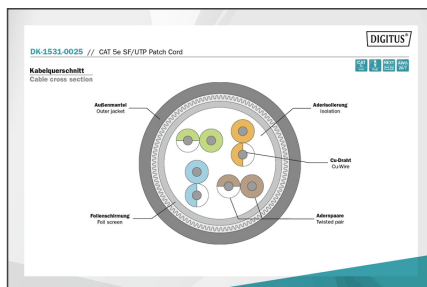 DIGITUS®
DK-1531-0025 // CAT 5e SF/UTP Patch Cord
Kabelquerschnitt
Cable cross section
Außenmantel
Outer jacket
Aderisolierung
Isolation
Cu-Draht
Cu-Wire
Folienschirmung
Foil screen
Adernpaare
Twisted pair